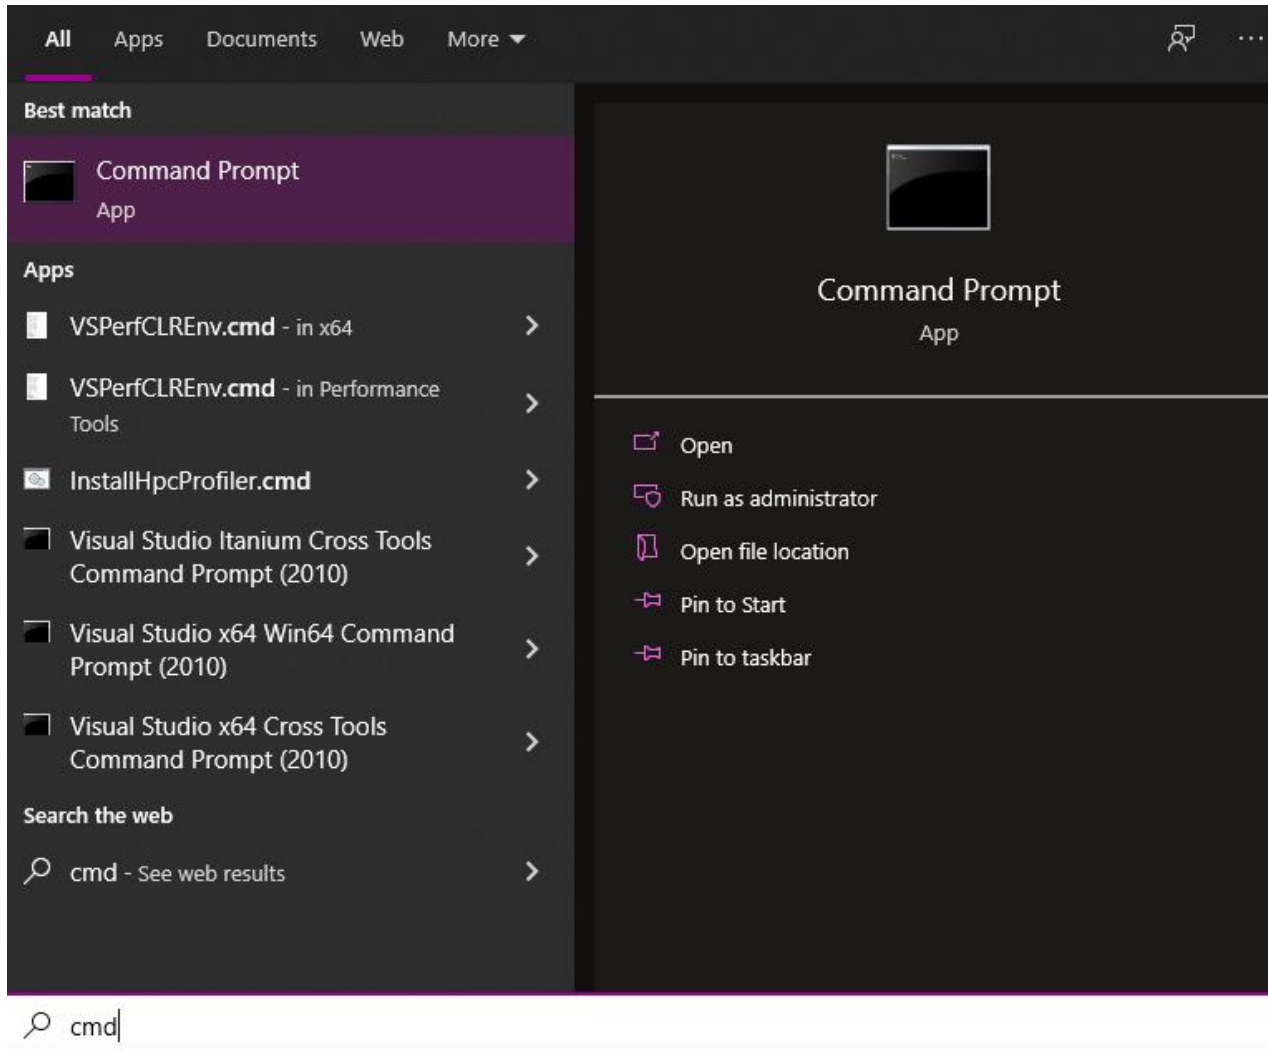 All Apps Documents Web More
Best match
Command Prompt
App
Apps
VSPerfCLREnv.cmd - in x64
VSPerfCLREnv.cmd - in Performance
Tools
InstallHpcProfiler.cmd
Visual Studio Itanium Cross Tools
Command Prompt (2010)
Visual Studio x64 Win64 Command
Prompt (2010)
Visual Studio x64 Cross Tools
Command Prompt (2010)
Search the web
cmd - See web results
Command Prompt
App
Open
Run as administrator
Open file location
Pin to Start
Pin to taskbar
cmd